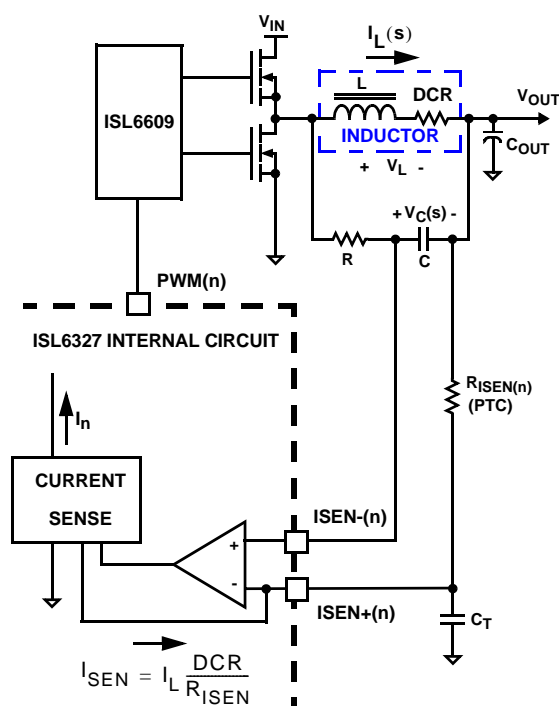 V_IN
I_L(s)
ISL6609
L
DCR
V_OUT
INDUCTOR
C_OUT
+ V_L -
+ V_C(s) -
R
C
PWM(n)
ISL6327 INTERNAL CIRCUIT
R_ISEN(n)
(PTC)
I_n
CURRENT
SENSE
ISEN-(n)
+
-
ISEN+(n)
C_T
I_SEN = I_L DCR/R_ISEN